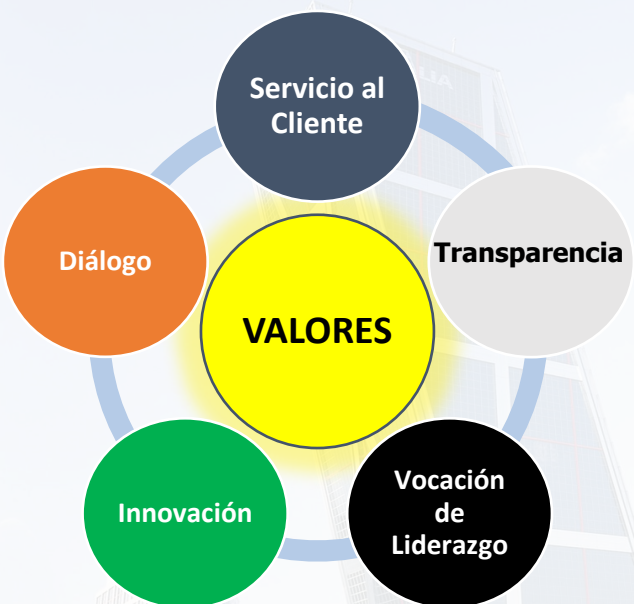 Servicio al
Cliente
Diálogo
Transparencia
VALORES
Innovación
Vocación
de
Liderazgo